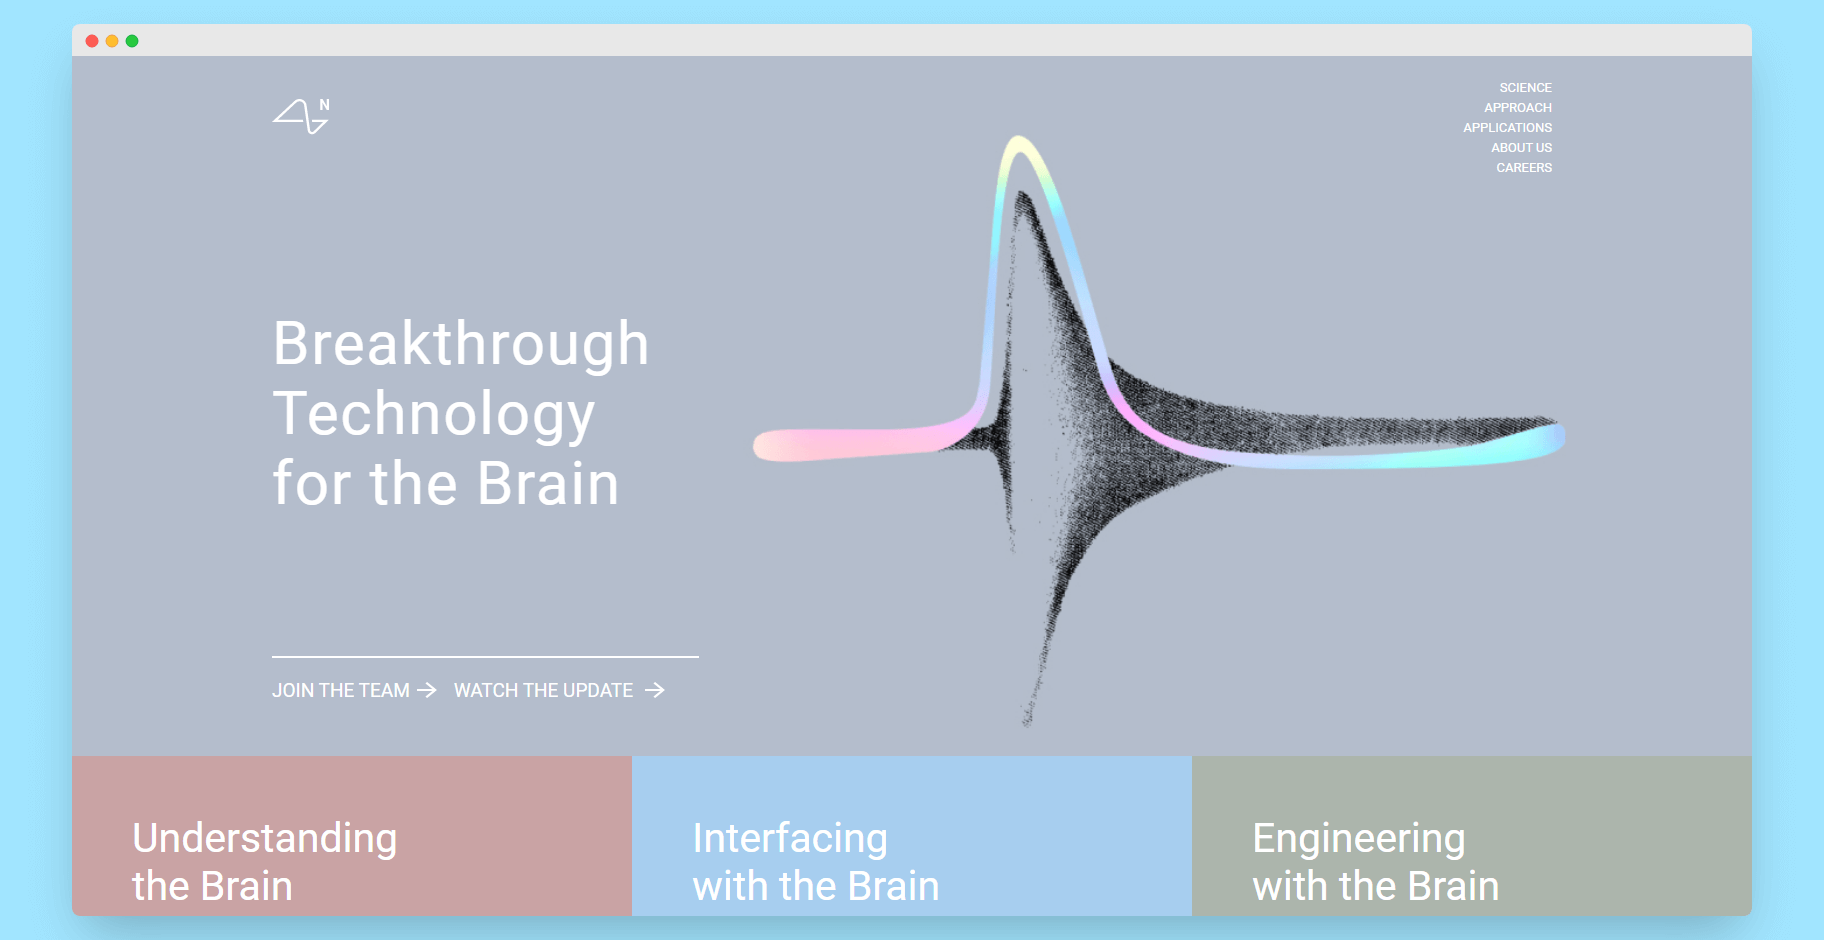 N
SCIENCE
APPROACH
APPLICATIONS
ABOUT US
CAREERS
Breakthrough
Technology
for the Brain
JOIN THE TEAM → WATCH THE UPDATE →
Understanding
the Brain
Interfacing
with the Brain
Engineering
with the Brain